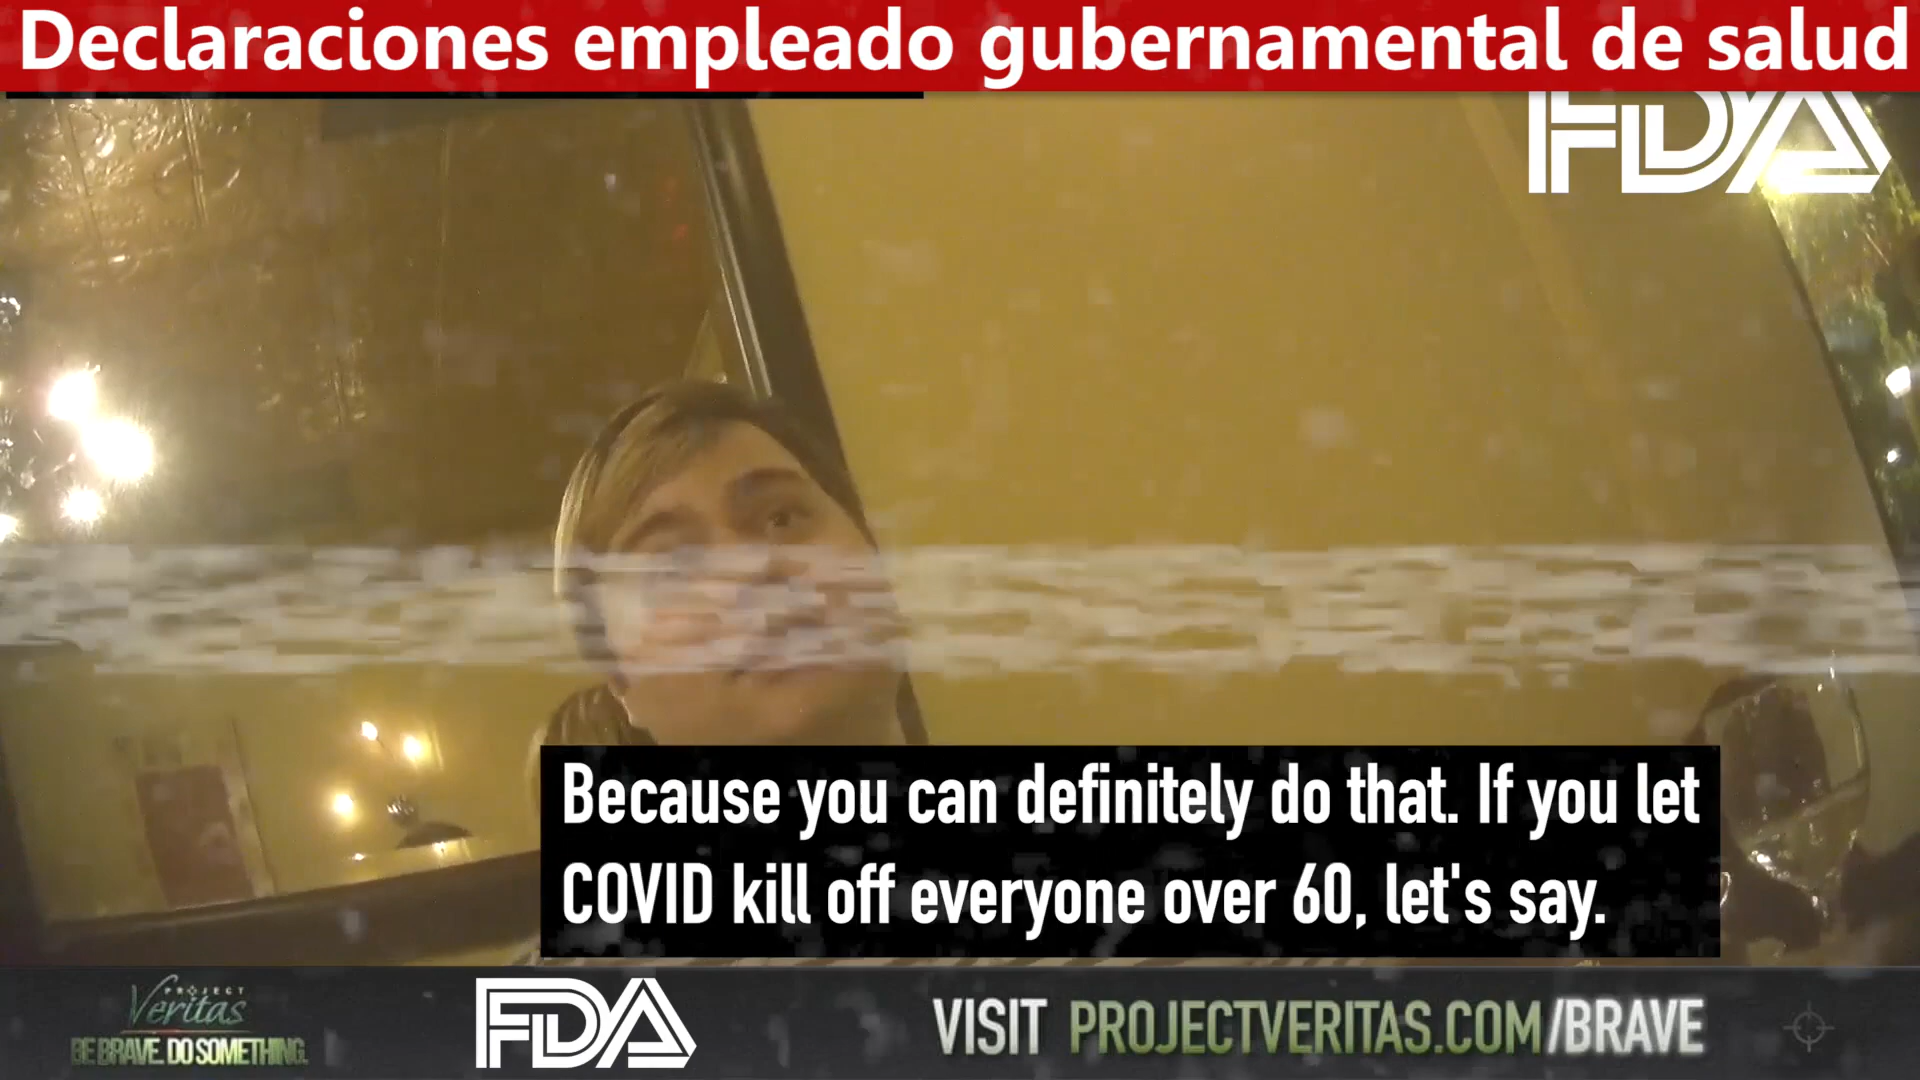 Declaraciones empleado gubernamental de salud
FDA
Because you can definitely do that. If you let
COVID kill off everyone over 60, let's say.
PROJECT
Veritas
BE BRAVE. DO SOMETHING.
FDA
VISIT PROJECTVERITAS.COM/BRAVE